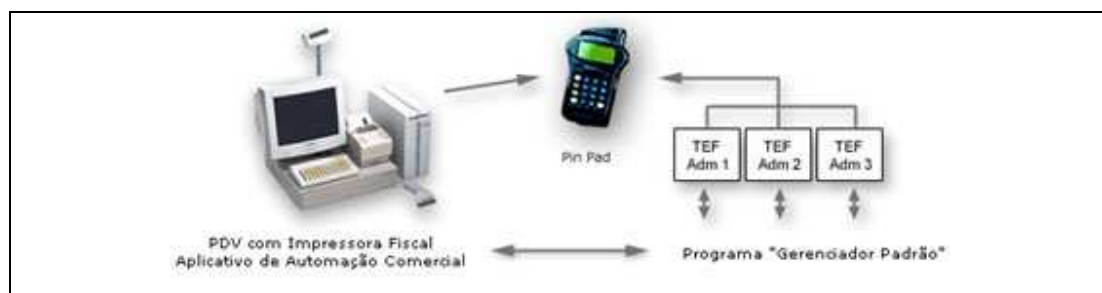 Pin Pad
TEF
Adm 1
TEF
Adm 2
TEF
Adm 3
PDV com Impressora Fiscal
Aplicativo de Automação Comercial
Programa "Gerenciador Padrão"